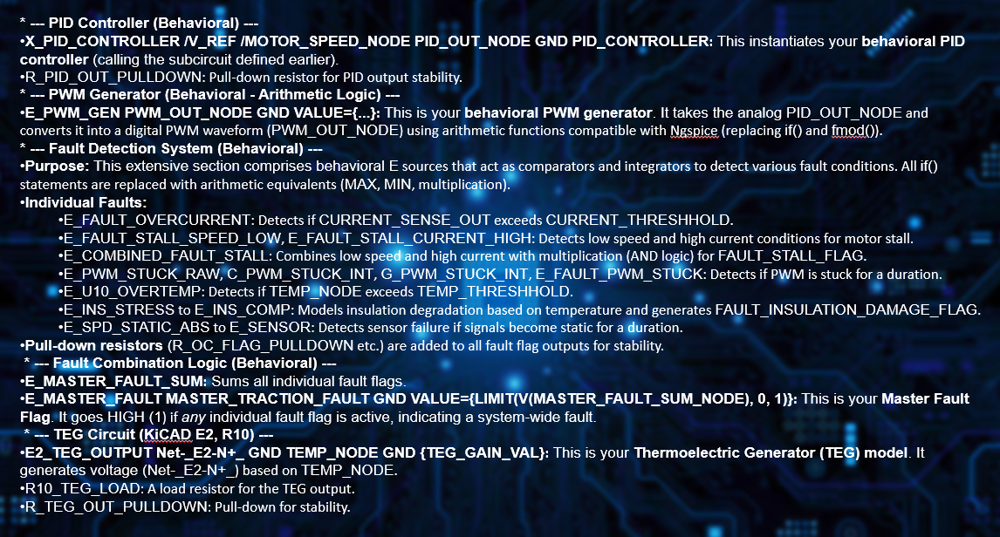 * --- PID Controller (Behavioral) ---
•X_PID_CONTROLLER /V_REF /MOTOR_SPEED_NODE PID_OUT_NODE GND PID_CONTROLLER: This instantiates your behavioral PID
controller (calling the subcircuit defined earlier).
•R_PID_OUT_PULLDOWN: Pull-down resistor for PID output stability.
* --- PWM Generator (Behavioral - Arithmetic Logic) ---
•E_PWM_GEN PWM_OUT_NODE GND VALUE={...}: This is your behavioral PWM generator. It takes the analog PID_OUT_NODE and
converts it into a digital PWM waveform (PWM_OUT_NODE) using arithmetic functions compatible with Ngspice (replacing if() and fmod()).
* --- Fault Detection System (Behavioral) ---
•Purpose: This extensive section comprises behavioral E sources that act as comparators and integrators to detect various fault conditions. All if()
statements are replaced with arithmetic equivalents (MAX, MIN, multiplication).
•Individual Faults:
•E_FAULT_OVERCURRENT: Detects if CURRENT_SENSE_OUT exceeds CURRENT_THRESHHOLD.
•E_FAULT_STALL_SPEED_LOW, E_FAULT_STALL_CURRENT_HIGH: Detects low speed and high current conditions for motor stall.
•E_COMBINED_FAULT_STALL: Combines low speed and high current with multiplication (AND logic) for FAULT_STALL_FLAG.
•E_PWM_STUCK_RAW, C_PWM_STUCK_INT, G_PWM_STUCK_INT, E_FAULT_PWM_STUCK: Detects if PWM is stuck for a duration.
•E_U10_OVERTEMP: Detects if TEMP_NODE exceeds TEMP_THRESHHOLD.
•E_INS_STRESS to E_INS_COMP: Models insulation degradation based on temperature and generates FAULT_INSULATION_DAMAGE_FLAG.
•E_SPD_STATIC_ABS to E_SENSOR: Detects sensor failure if signals become static for a duration.
•Pull-down resistors (R_OC_FLAG_PULLDOWN etc.) are added to all fault flag outputs for stability.
* --- Fault Combination Logic (Behavioral) ---
•E_MASTER_FAULT_SUM: Sums all individual fault flags.
•E_MASTER_FAULT MASTER_TRACTION_FAULT GND VALUE={LIMIT(V(MASTER_FAULT_SUM_NODE), 0, 1)}: This is your Master Fault
Flag. It goes HIGH (1) if any individual fault flag is active, indicating a system-wide fault.
* --- TEG Circuit (KiCAD E2, R10) ---
•E2_TEG_OUTPUT Net-_E2-N+_ GND TEMP_NODE GND {TEG_GAIN_VAL}: This is your Thermoelectric Generator (TEG) model. It
generates voltage (Net-_E2-N+_) based on TEMP_NODE.
•R10_TEG_LOAD: A load resistor for the TEG output.
•R_TEG_OUT_PULLDOWN: Pull-down for stability.